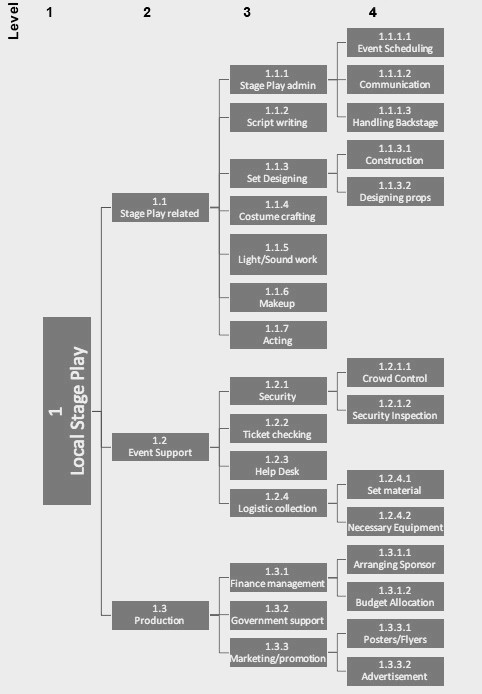 Level
1
2
3
4
1
Local Stage Play
1.1
Stage Play related
1.1.1
Stage Play admin
1.1.1.1
Event Scheduling
1.1.1.2
Communication
1.1.1.3
Handling Backstage
1.1.2
Script writing
1.1.3
Set Designing
1.1.3.1
Construction
1.1.3.2
Designing props
1.1.4
Costume crafting
1.1.5
Light/Sound work
1.1.6
Makeup
1.1.7
Acting
1.2
Event Support
1.2.1
Security
1.2.1.1
Crowd Control
1.2.1.2
Security Inspection
1.2.2
Ticket checking
1.2.3
Help Desk
1.2.4
Logistic collection
1.2.4.1
Set material
1.2.4.2
Necessary Equipment
1.3
Production
1.3.1
Finance management
1.3.1.1
Arranging Sponsor
1.3.1.2
Budget Allocation
1.3.2
Government support
1.3.3
Marketing/promotion
1.3.3.1
Posters/Flyers
1.3.3.2
Advertisement